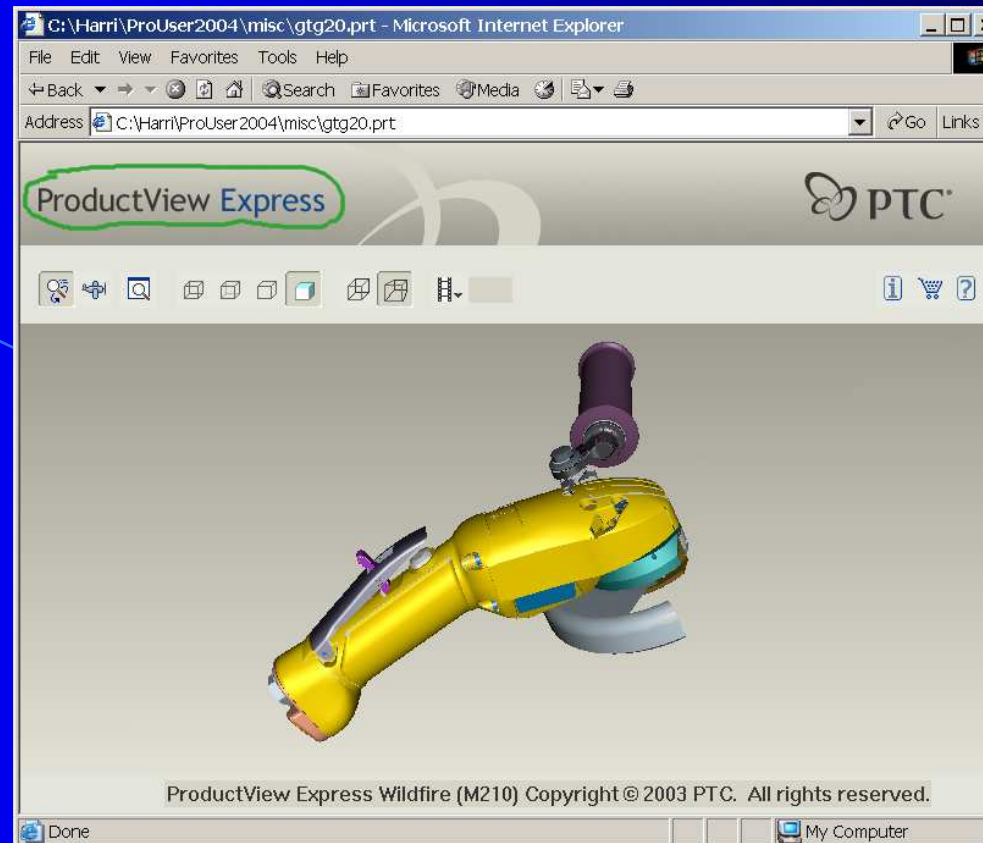 C:\Harri\ProUser2004\misc\gtg20.prt - Microsoft Internet Explorer
File Edit View Favorites Tools Help
Back Search Favorites Media
Address C:\Harri\ProUser2004\misc\gtg20.prt Go Links
ProductView Express PTC
ProductView Express Wildfire (M210) Copyright © 2003 PTC. All rights reserved.
Done My Computer